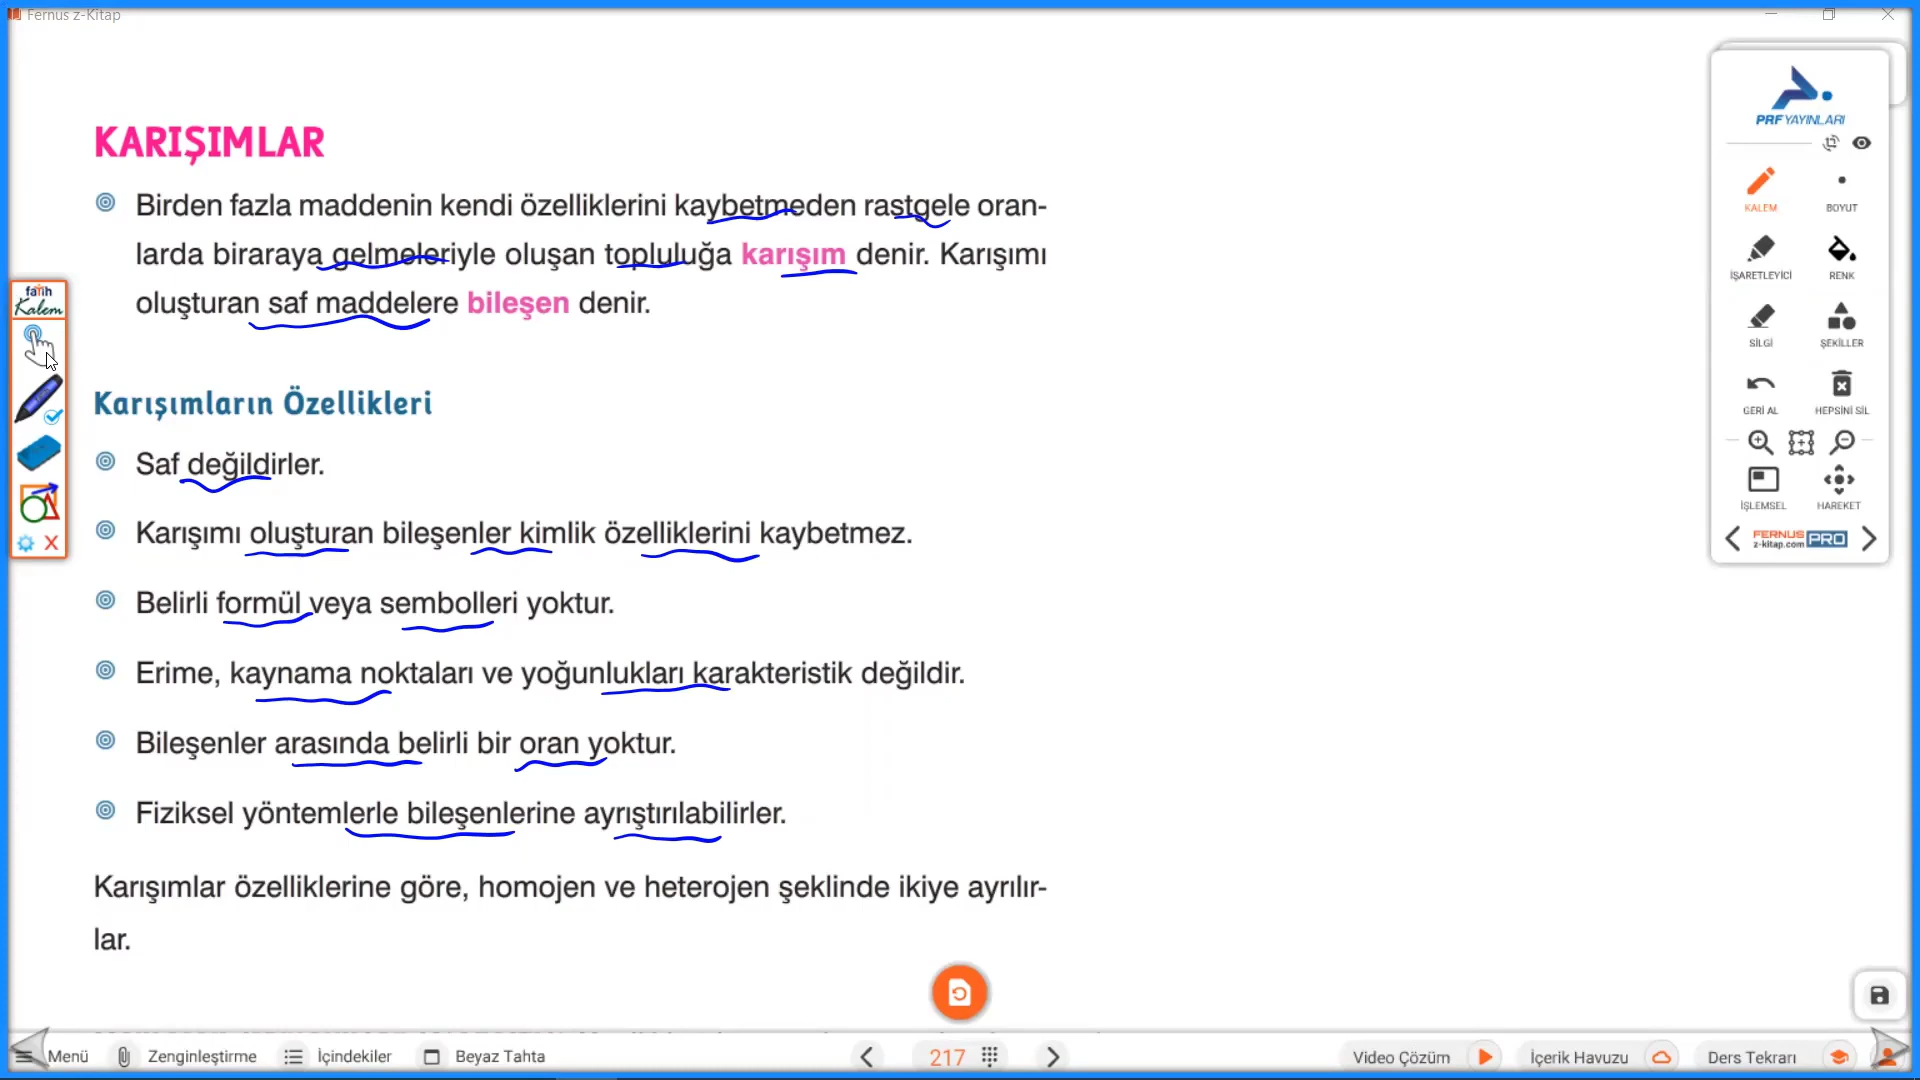 Fernus z-Kitap
KARIŞIMLAR
Birden fazla maddenin kendi özelliklerini kaybetmeden rastgele oran-
larda biraraya gelmeleriyle oluşan topluluğa karışım denir. Karışımı
oluşturan saf maddelere bileşen denir.
Karışımların Özellikleri
Saf değildirler.
Karışımı oluşturan bileşenler kimlik özelliklerini kaybetmez.
Belirli formül veya sembolleri yoktur.
Erime, kaynama noktaları ve yoğunlukları karakteristik değildir.
Bileşenler arasında belirli bir oran yoktur.
Fiziksel yöntemlerle bileşenlerine ayrıştırılabilirler.
Karışımlar özelliklerine göre, homojen ve heterojen şeklinde ikiye ayrılır-
lar.
fatih
Kalem
PRF YAYINLARI
KALEM BOYUT
İŞARETLEYİCİ RENK
SİLGİ ŞEKİLLER
GERİ AL HEPSİNİ SİL
İŞLEMSEL HAREKET
FERNUS
z-kitap.com PRO
Menü Zenginleştirme İçindekiler Beyaz Tahta 217 Video Çözüm İçerik Havuzu Ders Tekrarı